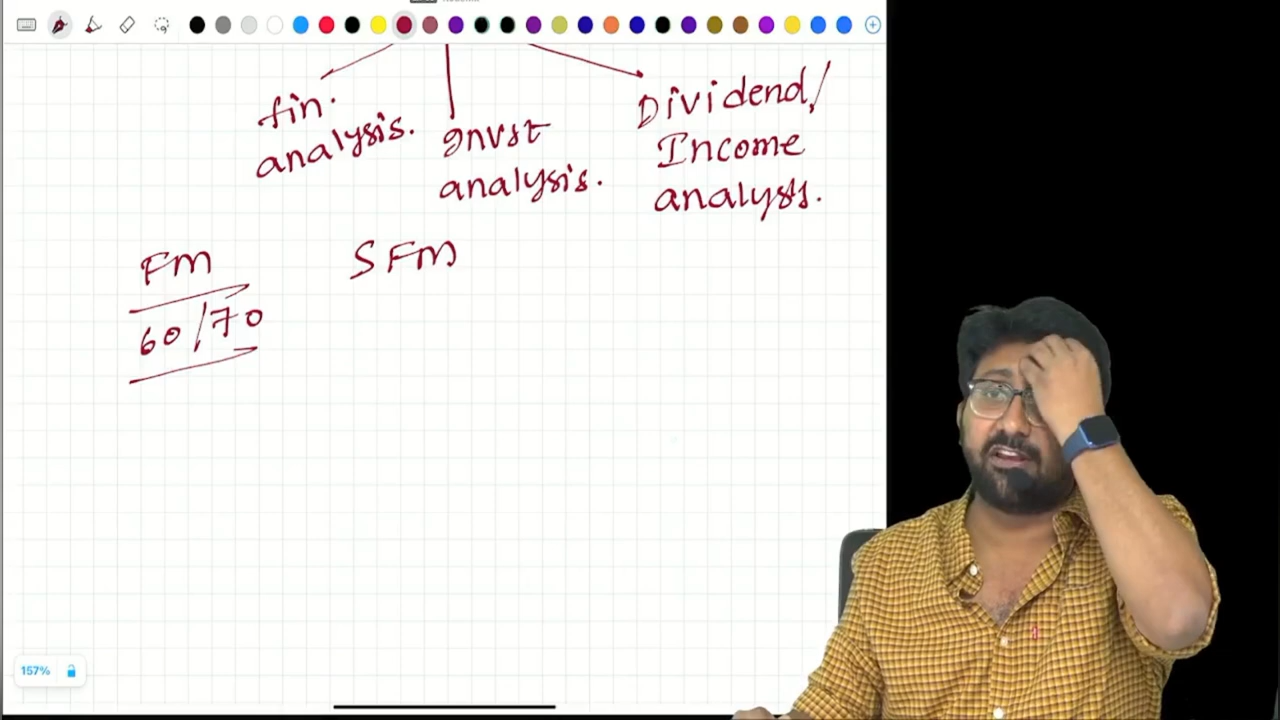 fin.
analysis.
Invst
analysis.
Dividend/
Income
analysis.
FM
SFM
60/70
157%